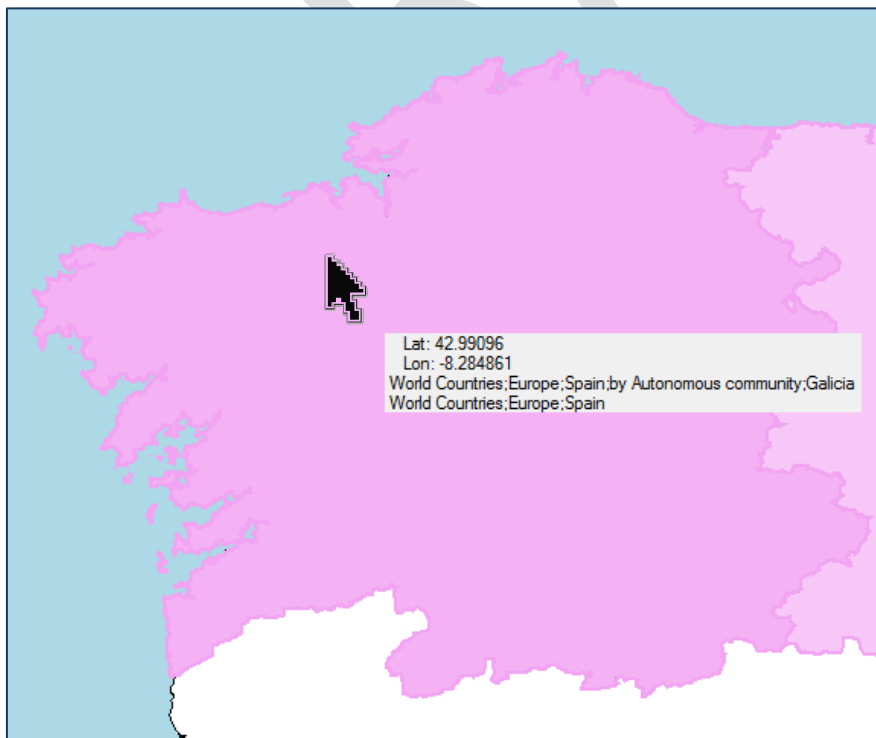 Lat: 42.99096
Lon: -8.284861
World Countries;Europe;Spain;by Autonomous community;Galicia
World Countries;Europe;Spain